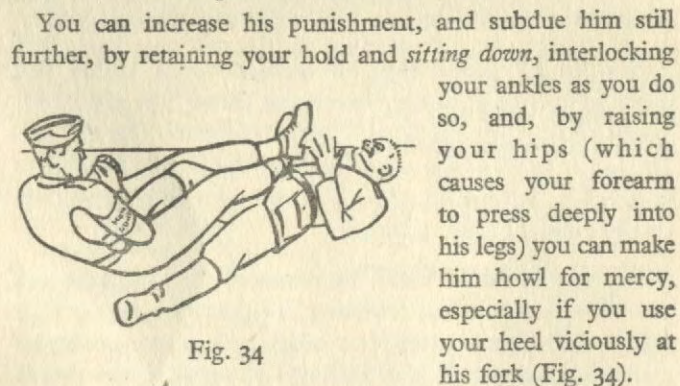 You can increase his punishment, and subdue him still
further, by retaining your hold and sitting down, interlocking
your ankles as you do
so, and, by raising
your hips (which
causes your forearm
to press deeply into
his legs) you can make
him howl for mercy,
especially if you use
your heel viciously at
his fork (Fig. 34).
Fig. 34